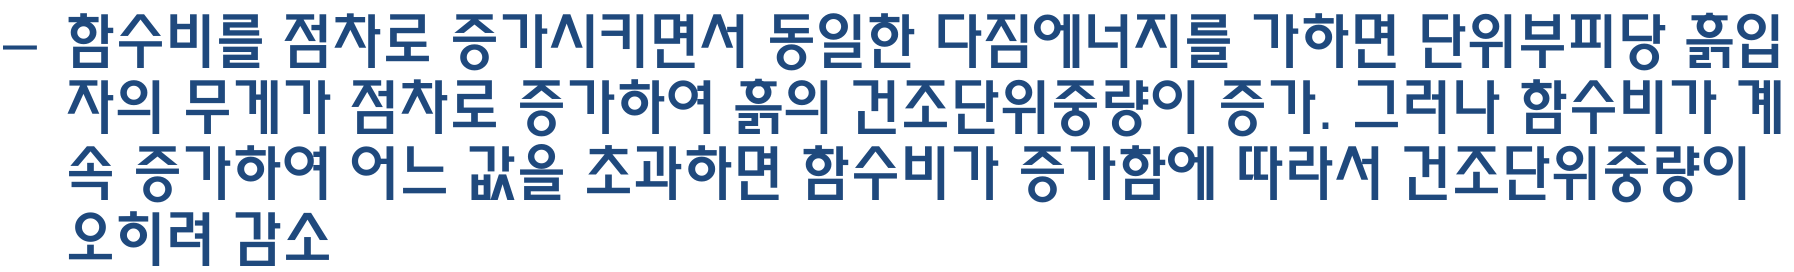 – 함수비를 점차로 증가시키면서 동일한 다짐에너지를 가하면 단위부피당 흙입
자의 무게가 점차로 증가하여 흙의 건조단위중량이 증가. 그러나 함수비가 계
속 증가하여 어느 값을 초과하면 함수비가 증가함에 따라서 건조단위중량이
오히려 감소